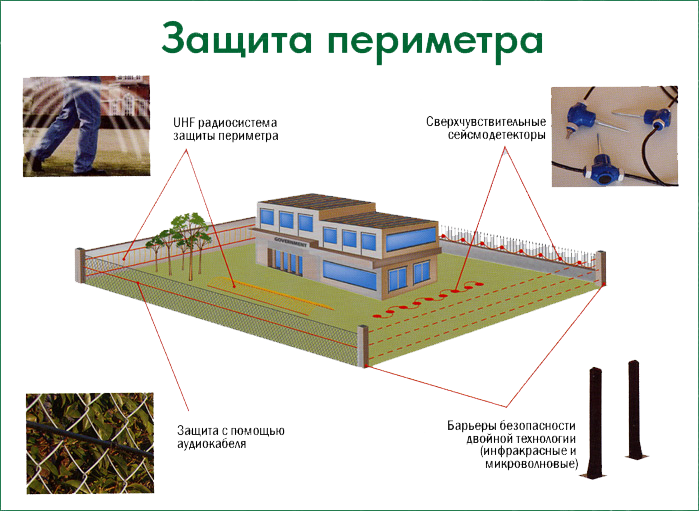 Защита периметра
UHF радиосистема
защиты периметра
Сверхчувствительные
сейсмодетекторы
GOVERNMENT
Защита с помощью
аудиокабеля
Барьеры безопасности
двойной технологии
(инфракрасные и
микроволновые)